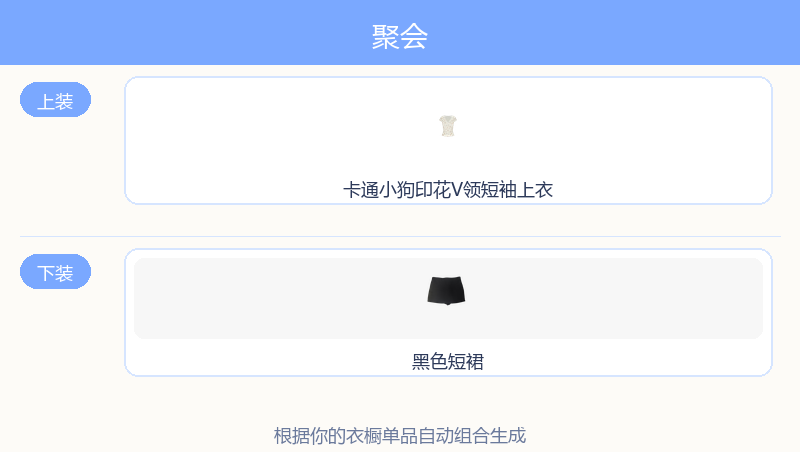 聚会
上装
卡通小狗印花V领短袖上衣
下装
黑色短裙
根据你的衣橱单品自动组合生成